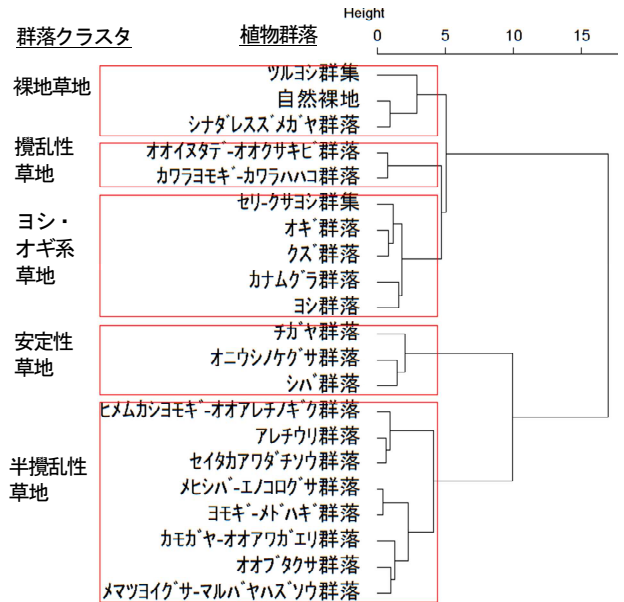 Height
群落クラスタ 植物群落 0 5 10 15
裸地草地
ツルヨシ群集
自然裸地
シナダレスズメガヤ群落
攪乱性
草地
オオイヌタデ-オオクサキビ群落
カワラヨモギ-カワラハハコ群落
ヨシ・
オギ系
草地
セリ-クサヨシ群集
オギ群落
クズ群落
カナムグラ群落
ヨシ群落
安定性
草地
チガヤ群落
オニウシノケグサ群落
シバ群落
半攪乱性
草地
ヒメムカシヨモギ-オオアレチノギク群落
アレチウリ群落
セイタカアワダチソウ群落
メヒシバ-エノコログサ群落
ヨモギ-メドハギ群落
カモガヤ-オオアワガエリ群落
オオブタクサ群落
メマツヨイグサ-マルバヤハズソウ群落